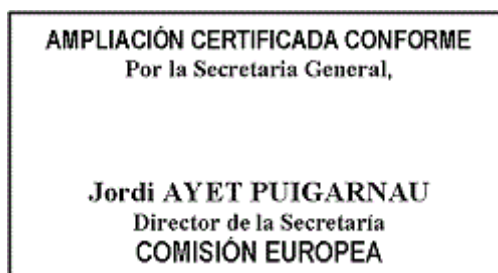 AMPLIACIÓN CERTIFICADA CONFORME
Por la Secretaria General,
Jordi AYET PUIGARNAU
Director de la Secretaría
COMISIÓN EUROPEA